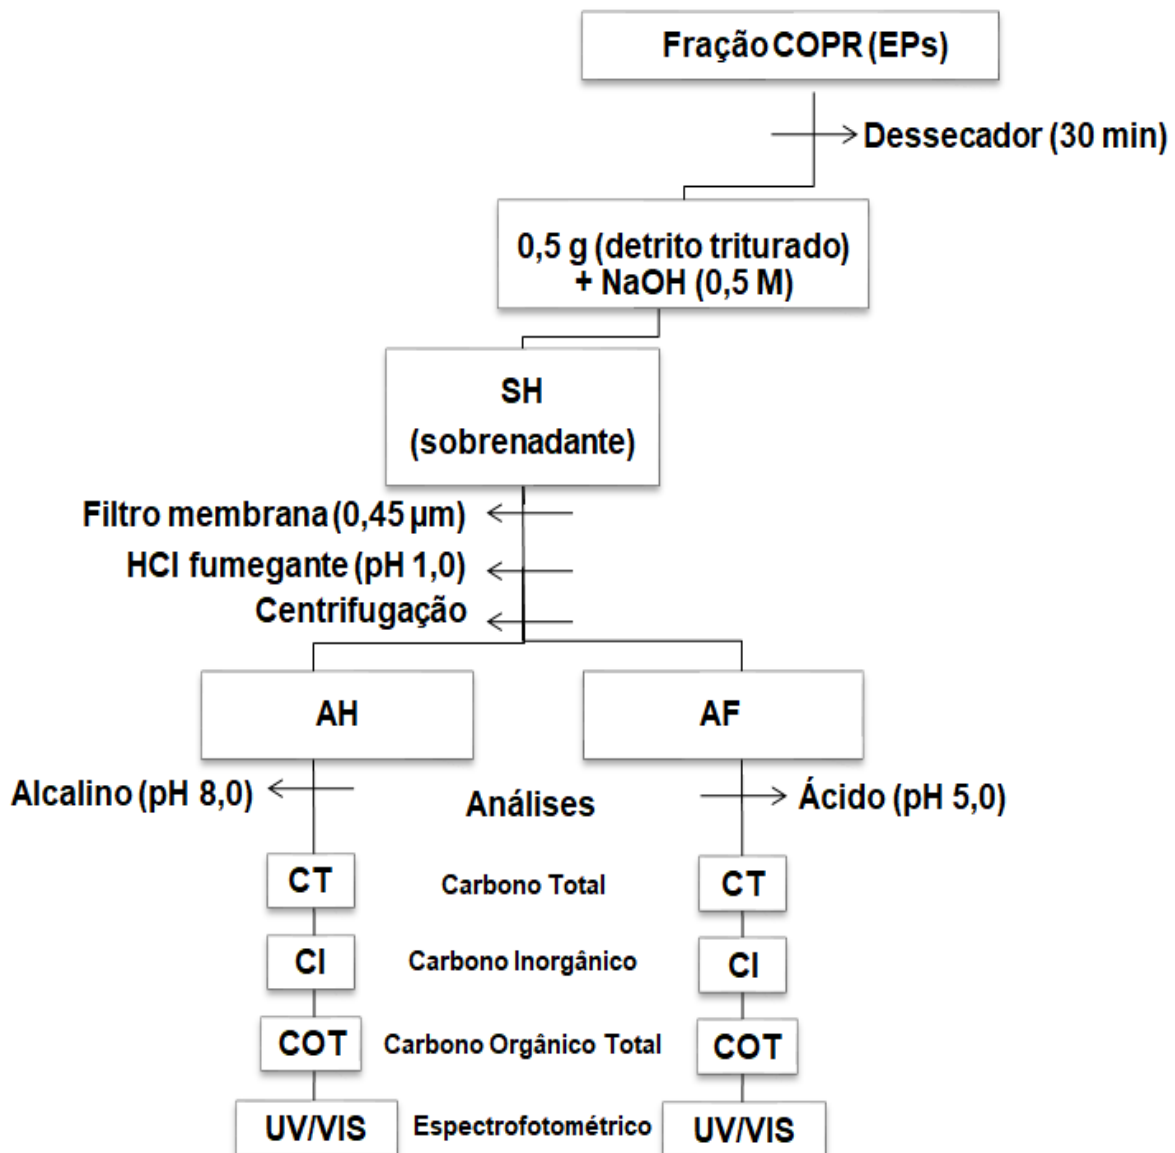 Fração COPR (EPs)
Dessecador (30 min)
0,5 g (detrito triturado)
+ NaOH (0,5 M)
SH
(sobrenadante)
Filtro membrana (0,45 µm)
HCl fumegante (pH 1,0)
Centrifugação
AH
AF
Alcalino (pH 8,0)
Análises
Ácido (pH 5,0)
CT
Carbono Total
CT
CI
Carbono Inorgânico
CI
COT
Carbono Orgânico Total
COT
UV/VIS
Espectrofotométrico
UV/VIS